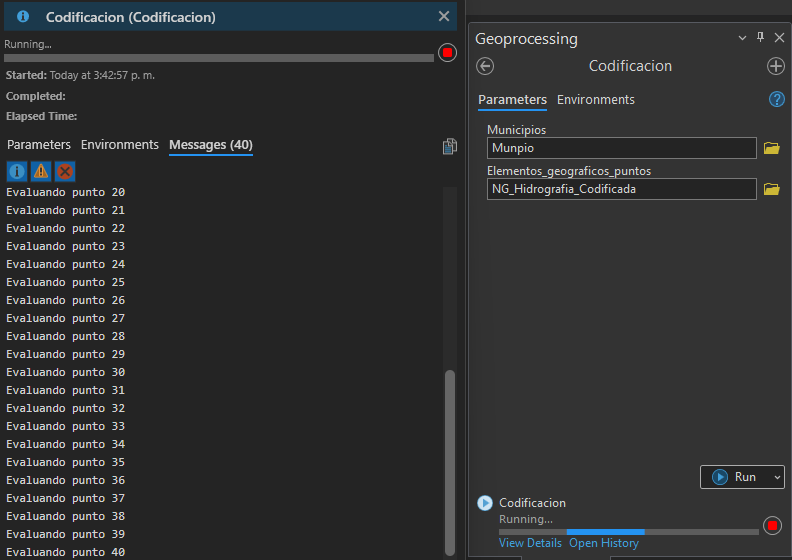 Codificacion (Codificacion)
Running...
Started: Today at 3:42:57 p. m.
Completed:
Elapsed Time:
Parameters Environments Messages (40)
Evaluando punto 20
Evaluando punto 21
Evaluando punto 22
Evaluando punto 23
Evaluando punto 24
Evaluando punto 25
Evaluando punto 26
Evaluando punto 27
Evaluando punto 28
Evaluando punto 29
Evaluando punto 30
Evaluando punto 31
Evaluando punto 32
Evaluando punto 33
Evaluando punto 34
Evaluando punto 35
Evaluando punto 36
Evaluando punto 37
Evaluando punto 38
Evaluando punto 39
Evaluando punto 40
Geoprocessing
Codificacion
Parameters Environments
Municipios
Munpio
Elementos_geograficos_puntos
NG_Hidrografia_Codificada
Run
Codificacion
Running...
View Details Open History